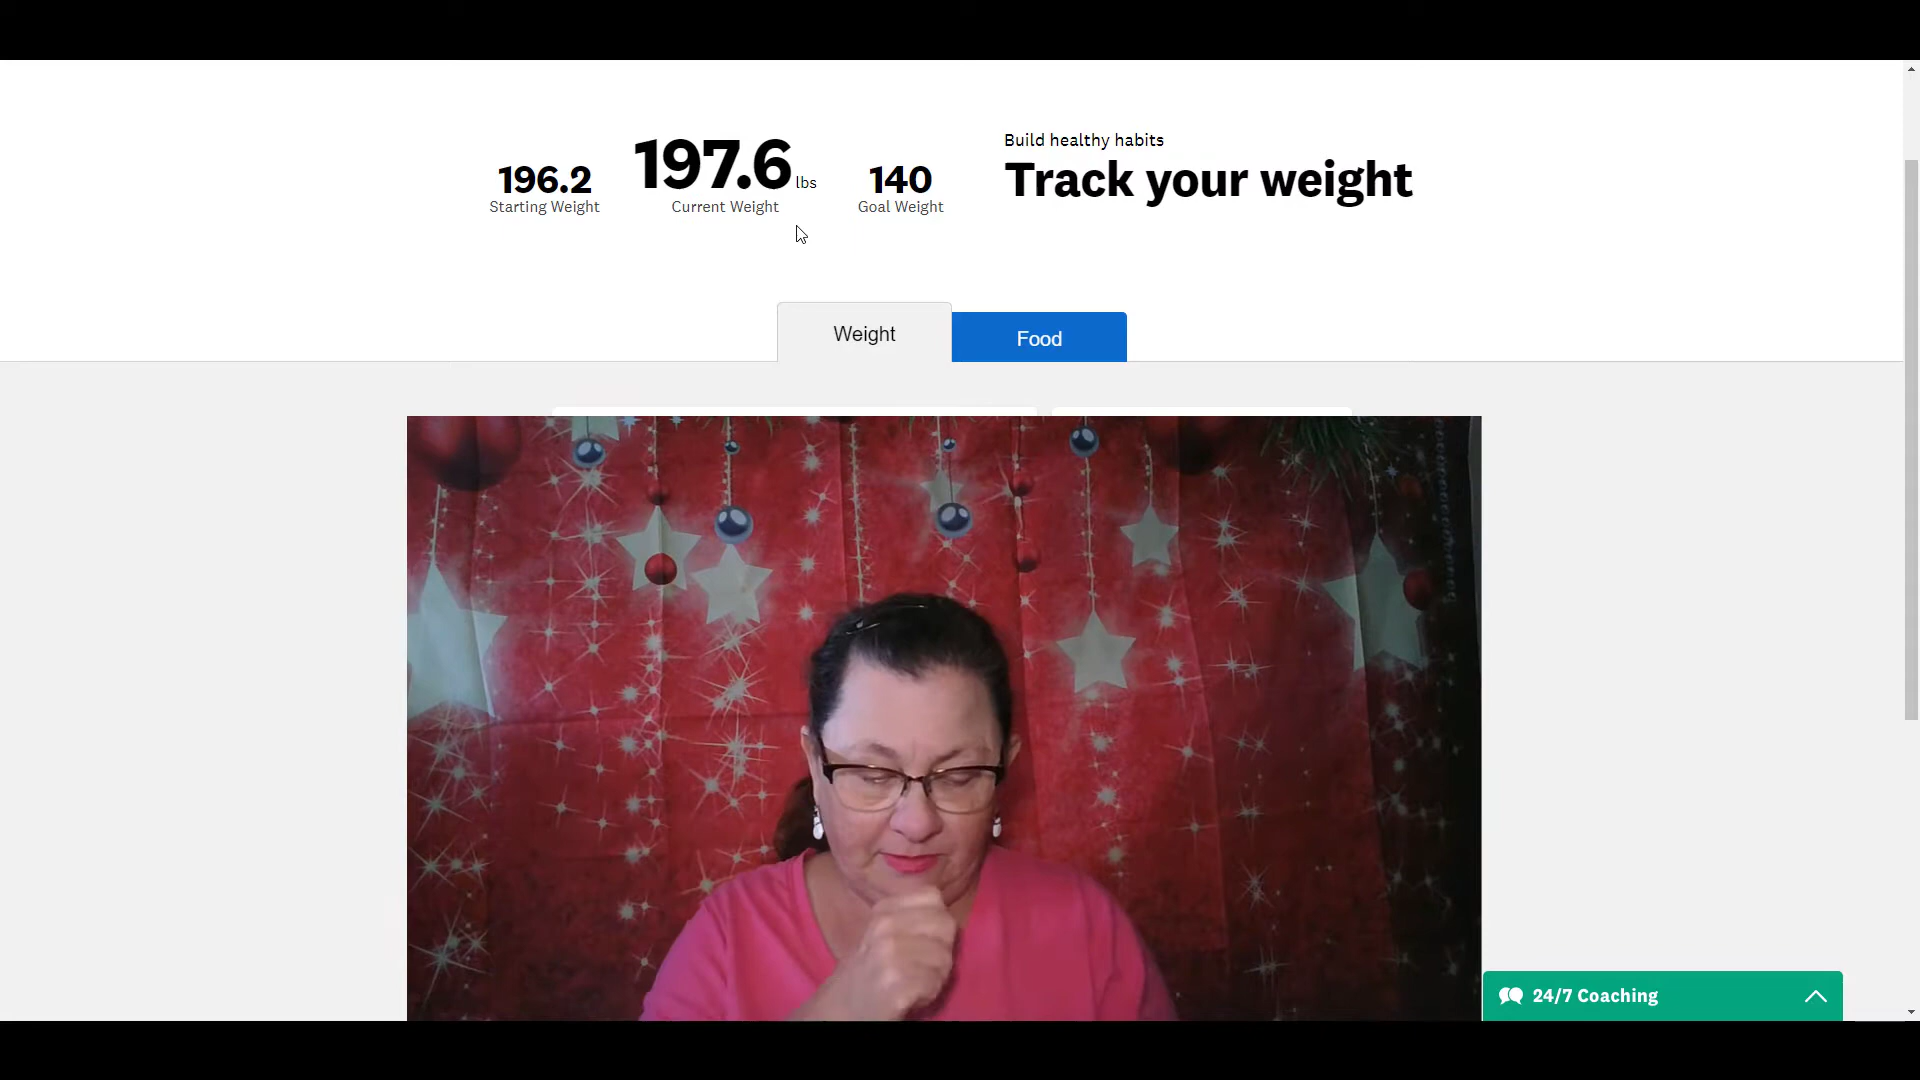 196.2
Starting Weight
197.6 lbs
Current Weight
140
Goal Weight
Build healthy habits
Track your weight
Weight
Food
24/7 Coaching